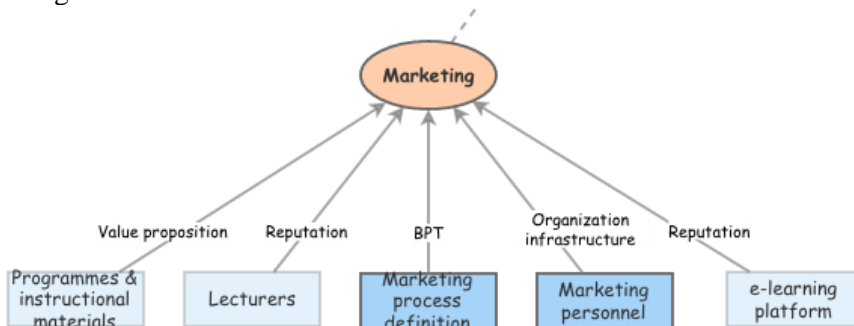 Marketing
Value proposition
Reputation
BPT
Organization
infrastructure
Reputation
Programmes &
instructional
materials
Lecturers
Marketing
process
definition
Marketing
personnel
e-learning
platform